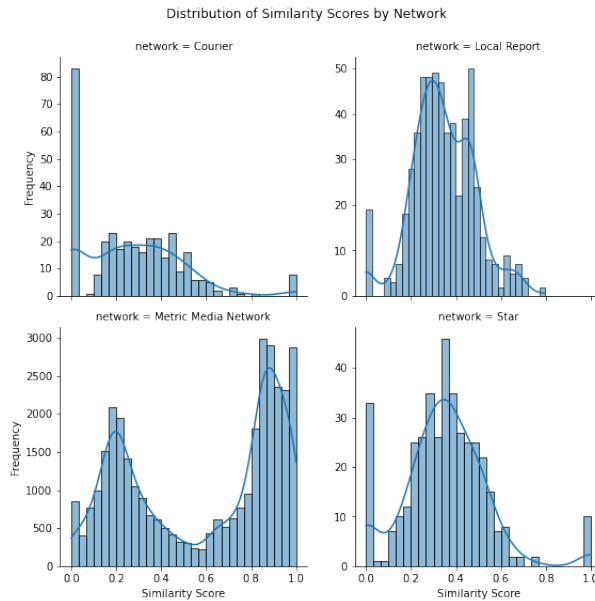 Distribution of Similarity Scores by Network
network = Courier
80
70
60
50
40
30
20
10
0
Frequency
network = Local Report
50
40
30
20
10
0
network = Metric Media Network
3000
2500
2000
1500
1000
500
0
Frequency
0.0 0.2 0.4 0.6 0.8 1.0
Similarity Score
network = Star
40
30
20
10
0
0.0 0.2 0.4 0.6 0.8 1.0
Similarity Score